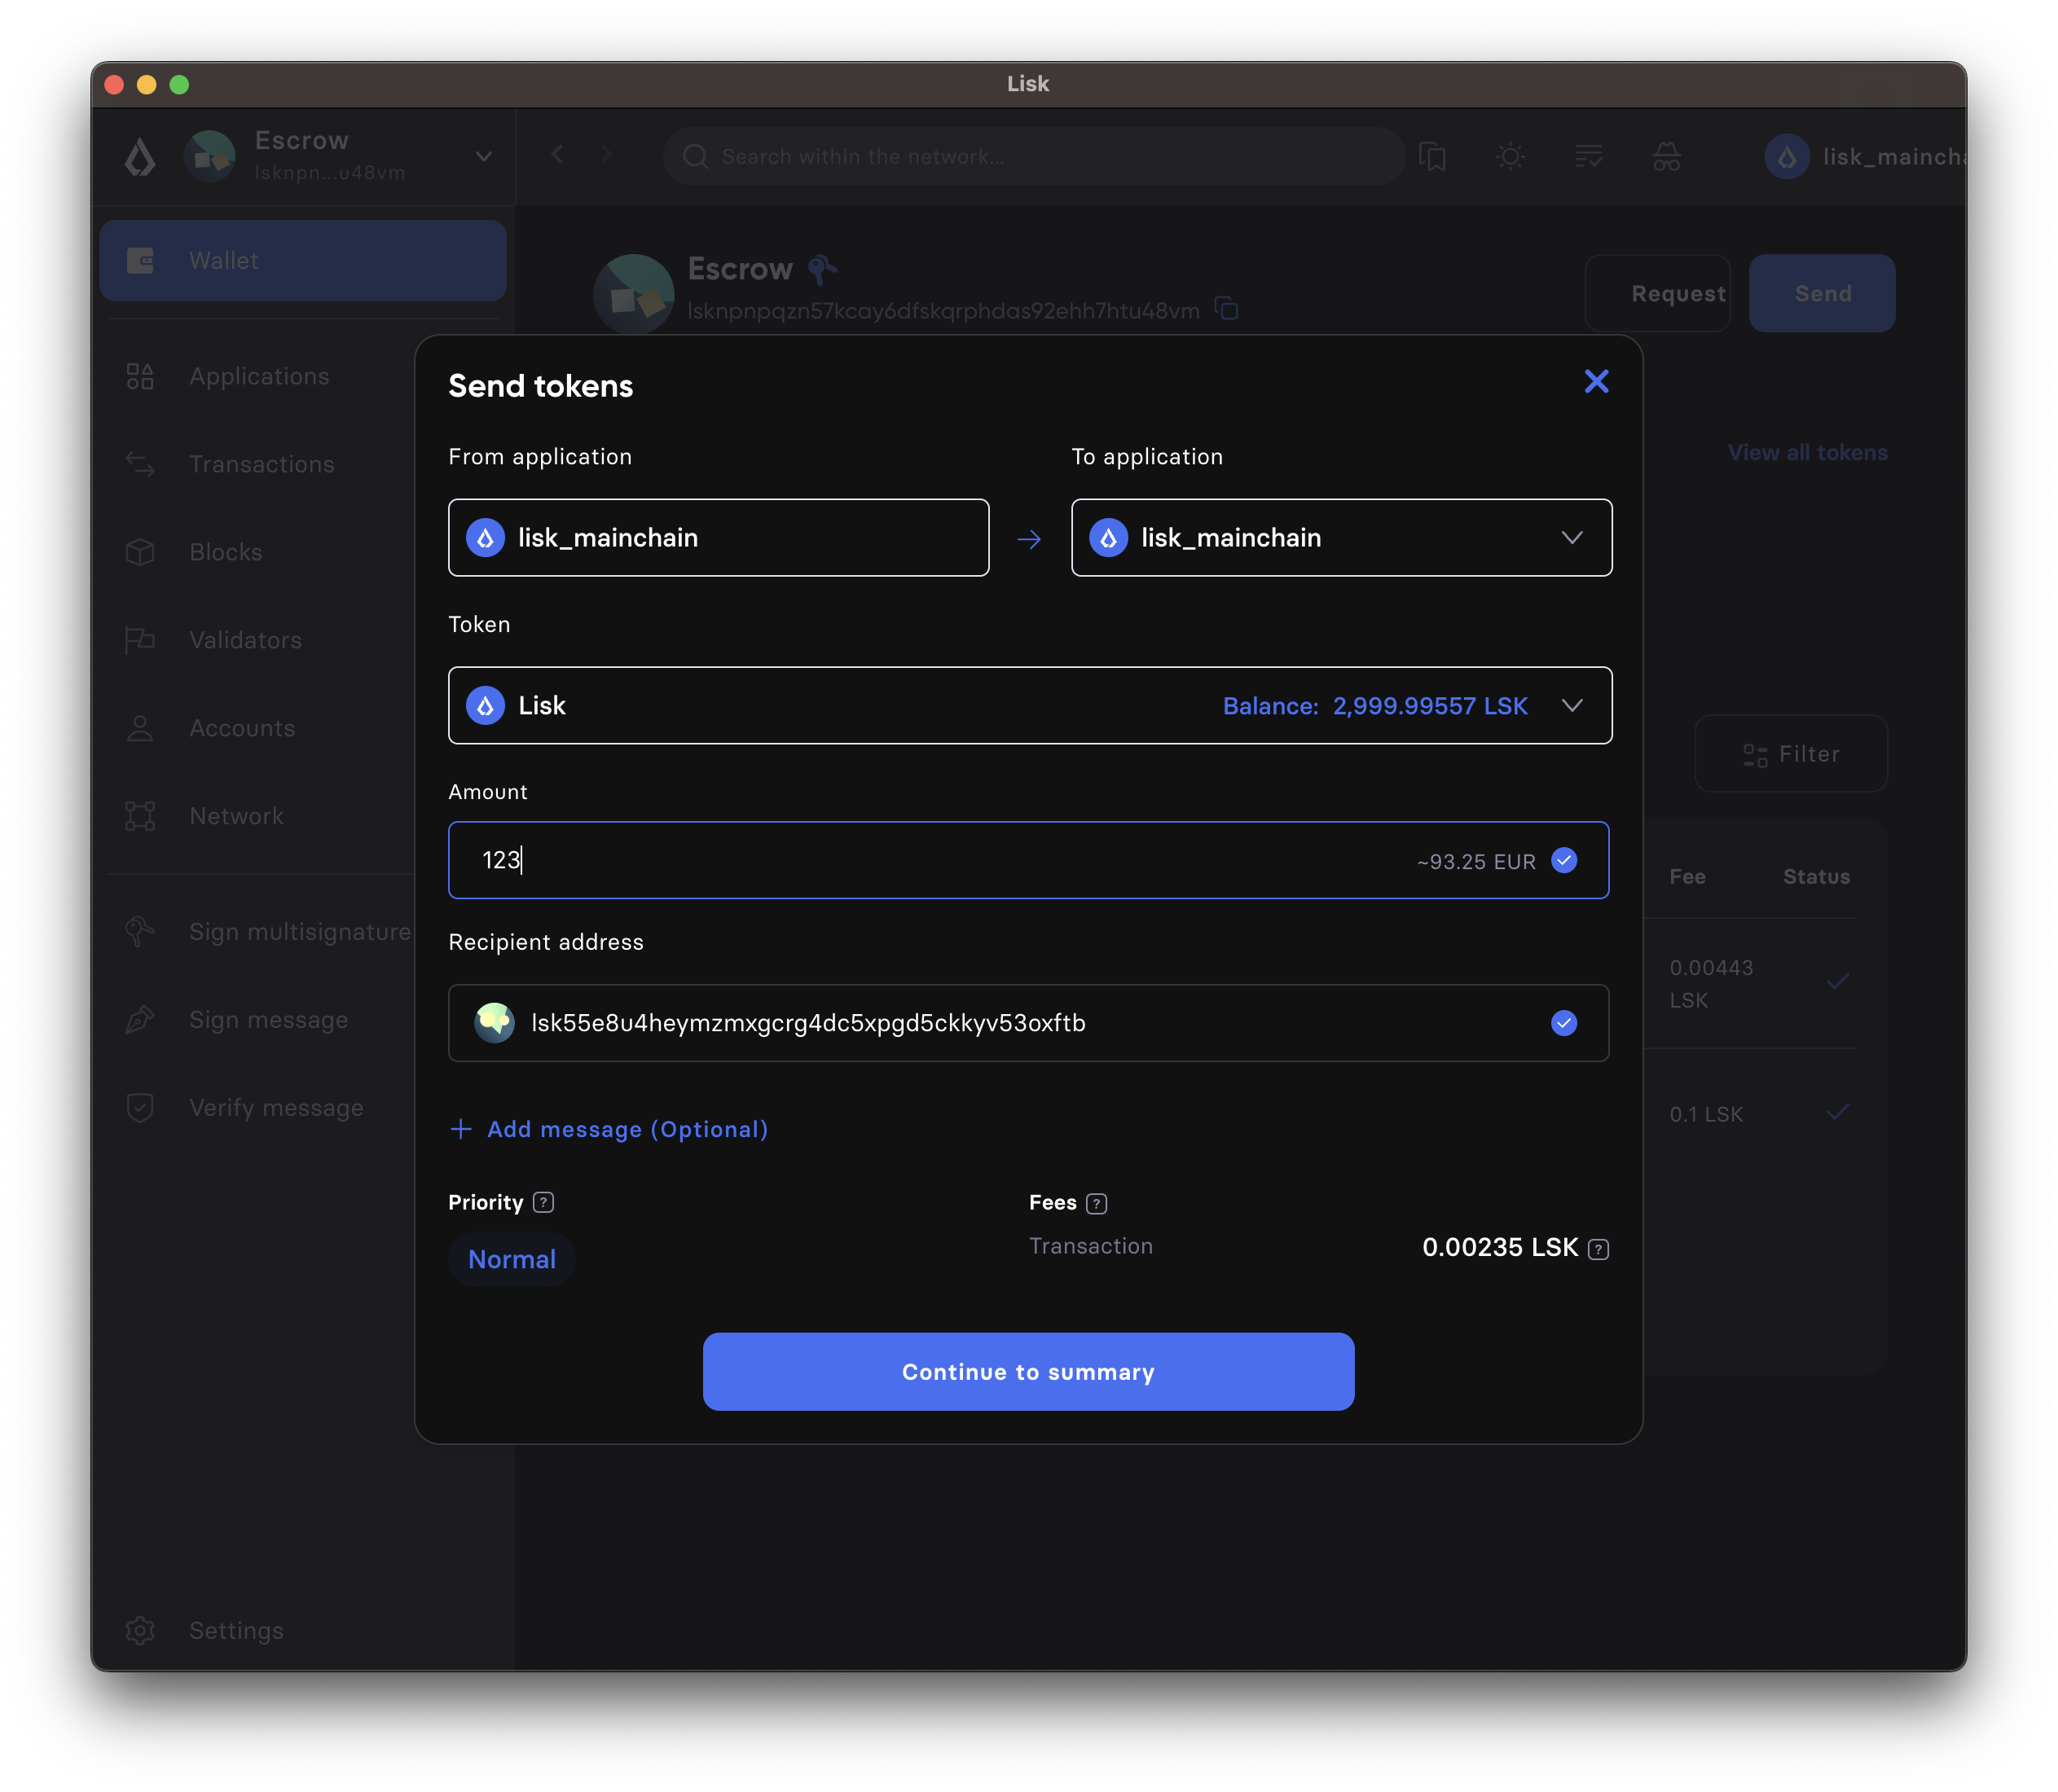 Lisk
Escrow
lsknpn...u48vm
Search within the network...
lisk_maincha
Wallet
Applications
Transactions
Blocks
Validators
Accounts
Network
Sign multisignature
Sign message
Verify message
Settings
Escrow
lsknpnpqzn57kcay6dfskqrphdas92ehh7htu48vm
Request
Send
View all tokens
Filter
Fee Status
0.00443
LSK
0.1 LSK
Send tokens
From application To application
lisk_mainchain lisk_mainchain
Token
Lisk Balance: 2,999.99557 LSK
Amount
123 ~93.25 EUR
Recipient address
lsk55e8u4heymzmxgcrg4dc5xpgd5ckkyv53oxftb
+ Add message (Optional)
Priority ? Fees ?
Normal Transaction 0.00235 LSK ?
Continue to summary